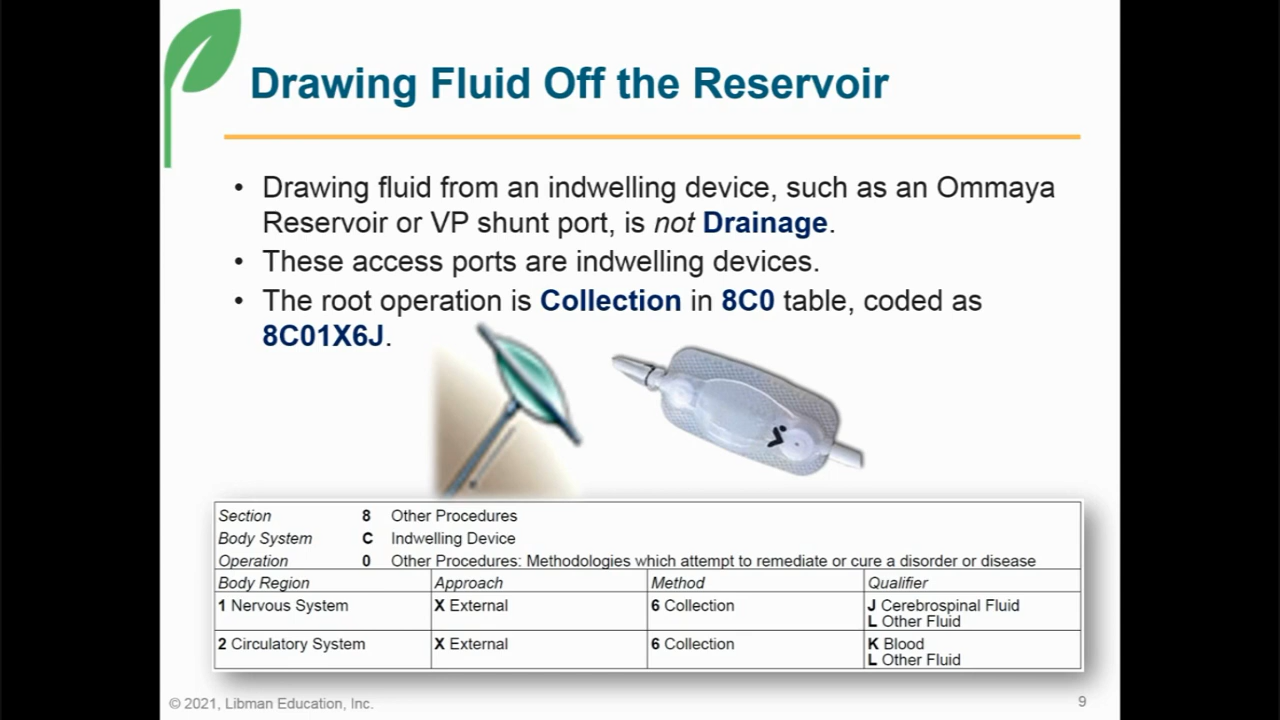 Drawing Fluid Off the Reservoir
• Drawing fluid from an indwelling device, such as an Ommaya
Reservoir or VP shunt port, is not Drainage.
• These access ports are indwelling devices.
• The root operation is Collection in 8C0 table, coded as
8C01X6J.
Section 8 Other Procedures
Body System C Indwelling Device
Operation 0 Other Procedures: Methodologies which attempt to remediate or cure a disorder or disease
Body Region Approach Method Qualifier
1 Nervous System X External 6 Collection J Cerebrospinal Fluid
L Other Fluid
2 Circulatory System X External 6 Collection K Blood
L Other Fluid
© 2021, Libman Education, Inc. 9